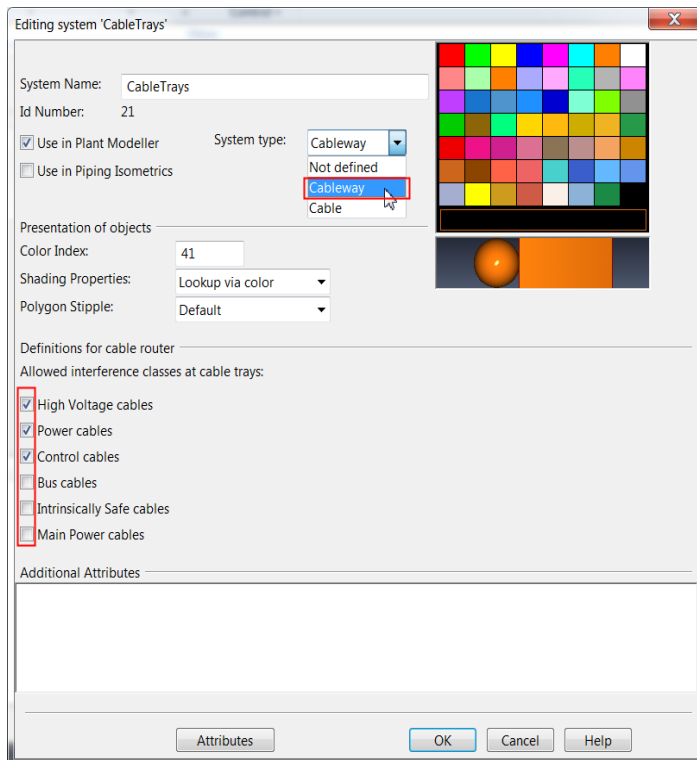 Editing system 'CableTrays'
X
System Name: CableTrays
Id Number: 21
Use in Plant Modeller System type: Cableway
Use in Piping Isometrics
Not defined
Cableway
Cable
Presentation of objects
Color Index: 41
Shading Properties: Lookup via color
Polygon Stipple: Default
Definitions for cable router
Allowed interference classes at cable trays:
High Voltage cables
Power cables
Control cables
Bus cables
Intrinsically Safe cables
Main Power cables
Additional Attributes
Attributes OK Cancel Help